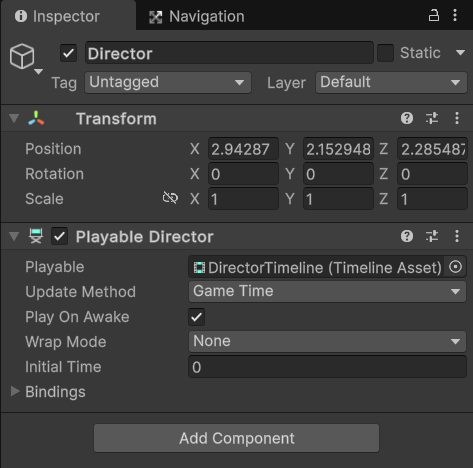 Inspector Navigation
Director Static
Tag Untagged Layer Default
Transform
Position X 2.94287 Y 2.152948 Z 2.285487
Rotation X 0 Y 0 Z 0
Scale X 1 Y 1 Z 1
Playable Director
Playable DirectorTimeline (Timeline Asset)
Update Method Game Time
Play On Awake
Wrap Mode None
Initial Time 0
Bindings
Add Component